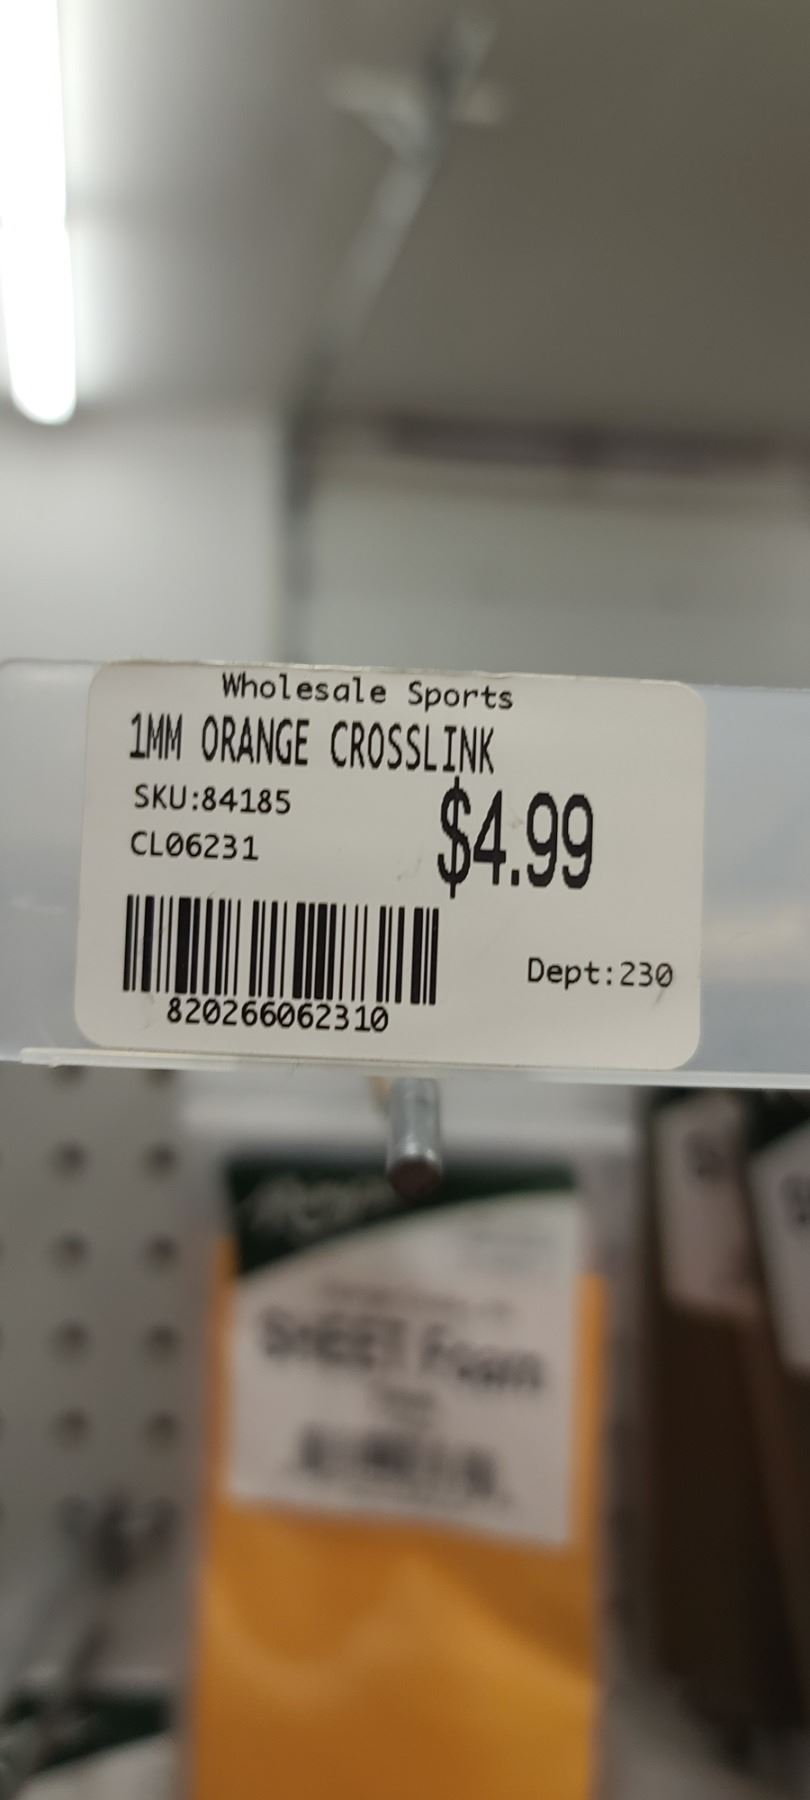 Wholesale Sports
1MM ORANGE CROSSLINK
SKU:84185
$4.99
CL06231
Dept:230
820266062310
SHEET Foam